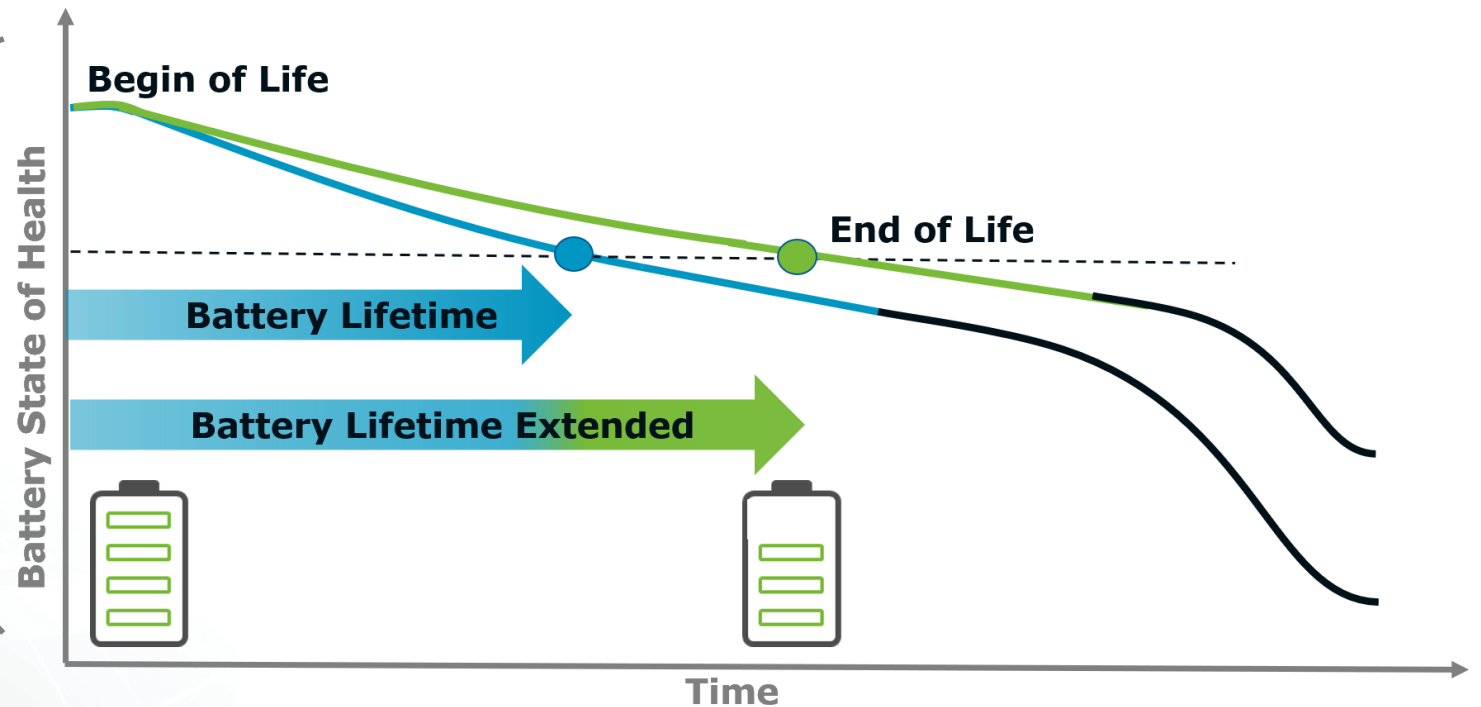 Begin of Life
Battery State of Health
End of Life
Battery Lifetime
Battery Lifetime Extended
Time